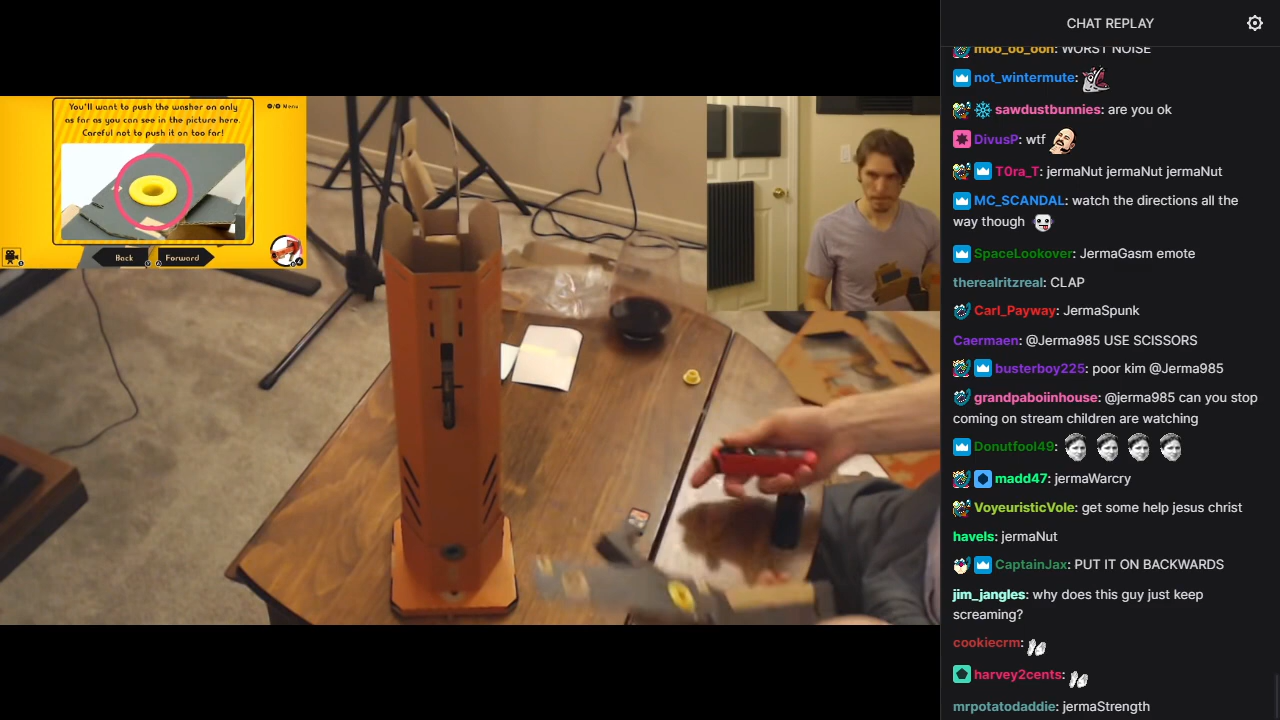 You'll want to push the washer on only
as far as you can see in the picture here.
Careful not to push it on too far!
Menu
Back
Forward
CHAT REPLAY
moo_oo_ooh: WORST NOISE
not_wintermute:
sawdustbunnies: are you ok
DivusP: wtf
T0ra_T: jermaNut jermaNut jermaNut
MC_SCANDAL: watch the directions all the
way though
SpaceLookover: JermaGasm emote
therealritzreal: CLAP
Carl_Payway: JermaSpunk
Caermaen: @Jerma985 USE SCISSORS
busterboy225: poor kim @Jerma985
grandpaboiinhouse: @jerma985 can you stop
coming on stream children are watching
Donutfool49:
madd47: jermaWarcry
VoyeuristicVole: get some help jesus christ
havels: jermaNut
CaptainJax: PUT IT ON BACKWARDS
jim_jangles: why does this guy just keep
screaming?
cookiecrm:
harvey2cents:
mrpotatodaddie: jermaStrength